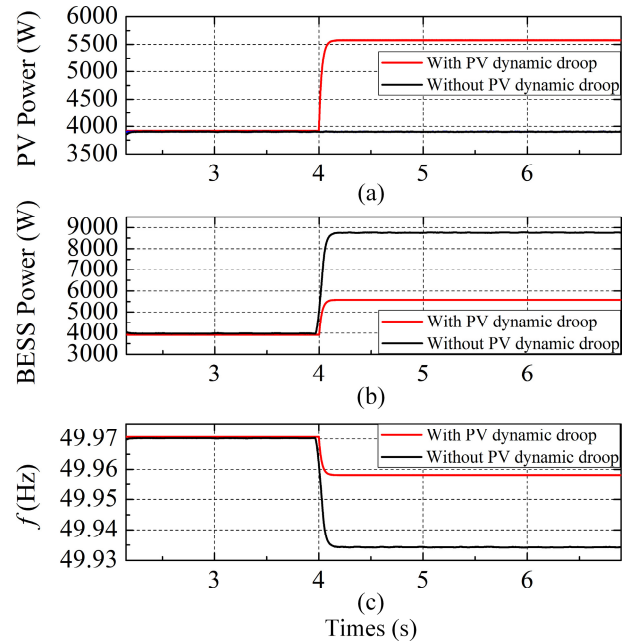 PV Power (W)
5500
5000
4500
4000
3500
With PV dynamic droop
Without PV dynamic droop
3 4 5 6
(a)
BESS Power (W)
9000
8000
7000
6000
5000
4000
3000
With PV dynamic droop
Without PV dynamic droop
3 4 5 6
(b)
f (Hz)
49.97
49.96
49.95
49.94
49.93
With PV dynamic droop
Without PV dynamic droop
3 4 5 6
(c)
Times (s)